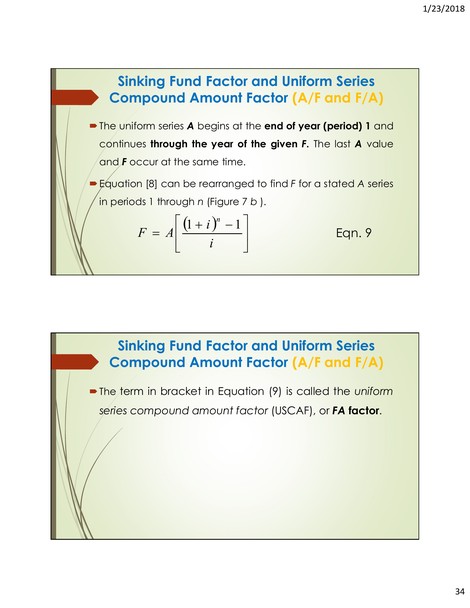 1/23/2018
Sinking Fund Factor and Uniform Series
Compound Amount Factor (A/F and F/A)
The uniform series A begins at the end of year (period) 1 and
continues through the year of the given F. The last A value
and F occur at the same time.
Equation [8] can be rearranged to find F for a stated A series
in periods 1 through n (Figure 7 b ).
F = A[((1 + i)^n − 1) / i] Eqn. 9
Sinking Fund Factor and Uniform Series
Compound Amount Factor (A/F and F/A)
The term in bracket in Equation (9) is called the uniform
series compound amount factor (USCAF), or FA factor.
34